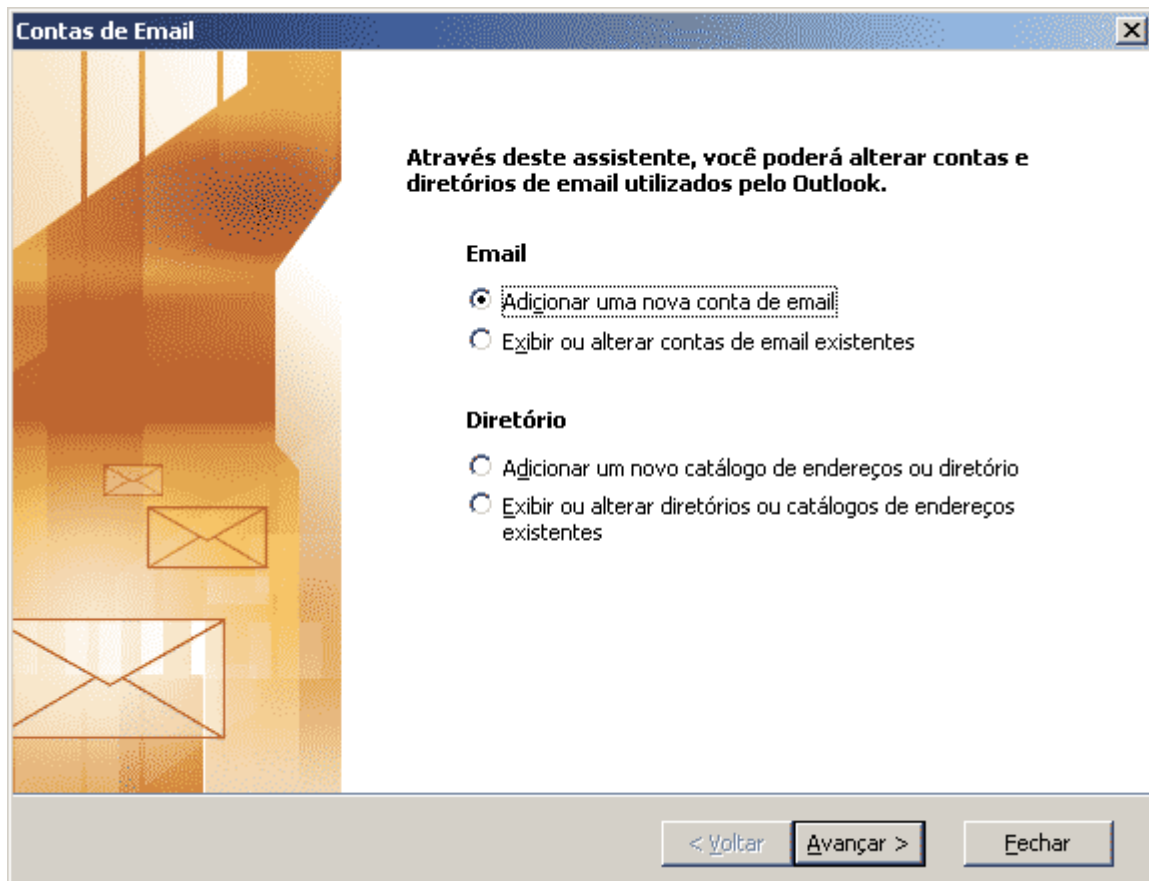 Contas de Email
Através deste assistente, você poderá alterar contas e
diretórios de email utilizados pelo Outlook.
Email
Adicionar uma nova conta de email
Exibir ou alterar contas de email existentes
Diretório
Adicionar um novo catálogo de endereços ou diretório
Exibir ou alterar diretórios ou catálogos de endereços
existentes
< Voltar
Avançar >
Fechar